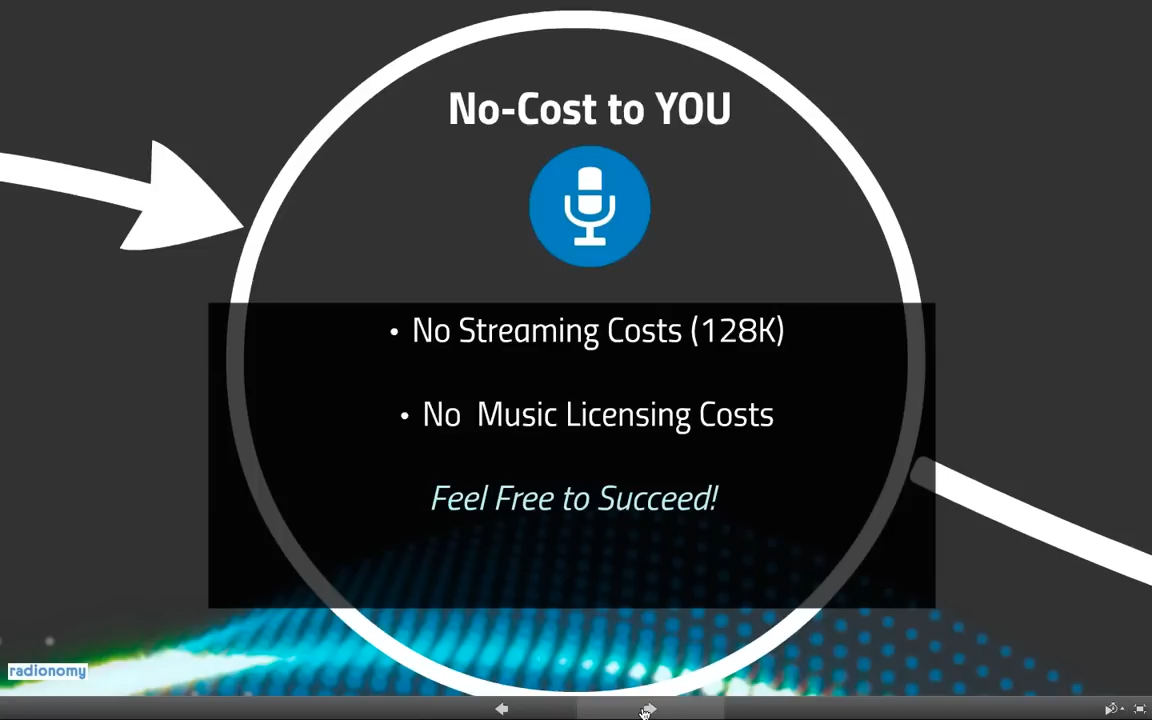 No-Cost to YOU
• No Streaming Costs (128K)
• No  Music Licensing Costs
Feel Free to Succeed!
radionomy